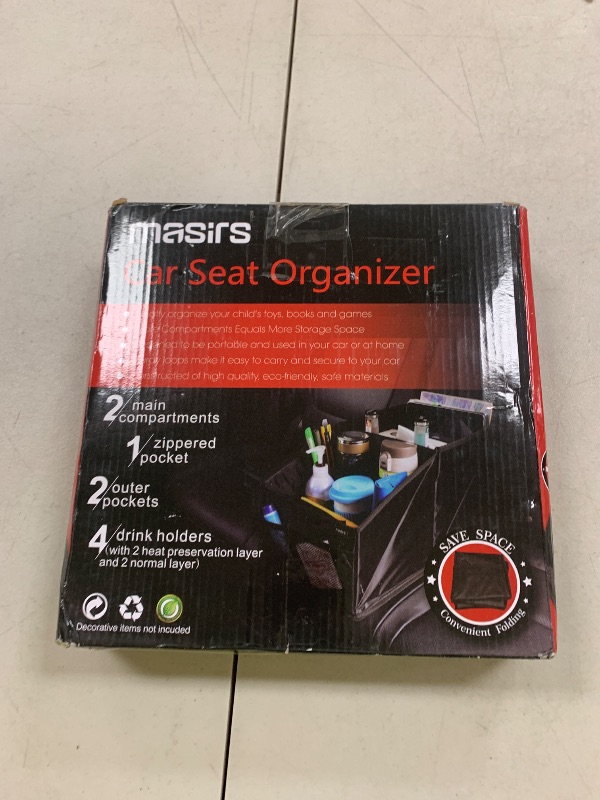 masirs
Car Seat Organizer
organize your child's toys, books and games
Compartments Equals More Storage Space
to be portable and used in your car or at home
loops make it easy to carry and secure to your car
of high quality, eco-friendly, safe materials
2 main
compartments
1 zippered
pocket
2 outer
pockets
4 drink holders
(with 2 heat preservation layer
and 2 normal layer)
Decorative items not included
SAVE SPACE
Convenient Folding